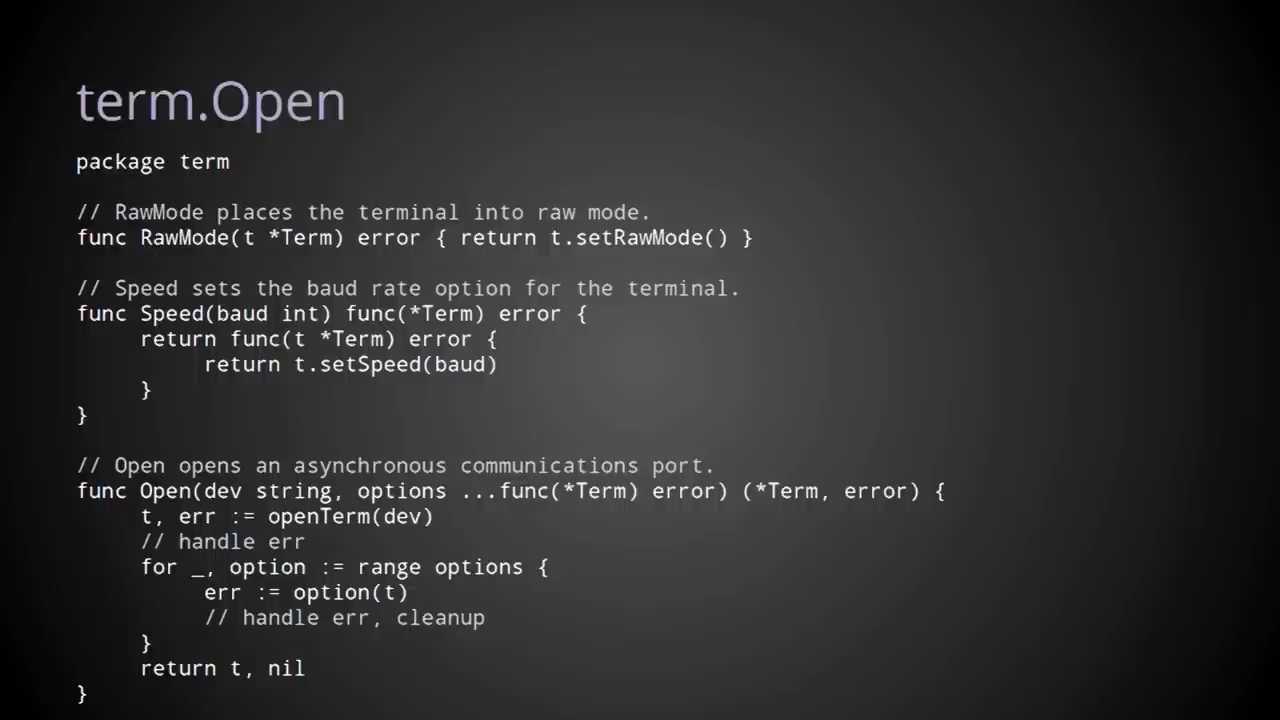 term.Open
package term
// RawMode places the terminal into raw mode.
func RawMode(t *Term) error { return t.setRawMode() }
// Speed sets the baud rate option for the terminal.
func Speed(baud int) func(*Term) error {
return func(t *Term) error {
return t.setSpeed(baud)
}
}
// Open opens an asynchronous communications port.
func Open(dev string, options ...func(*Term) error) (*Term, error) {
t, err := openTerm(dev)
// handle err
for _, option := range options {
err := option(t)
// handle err, cleanup
}
return t, nil
}